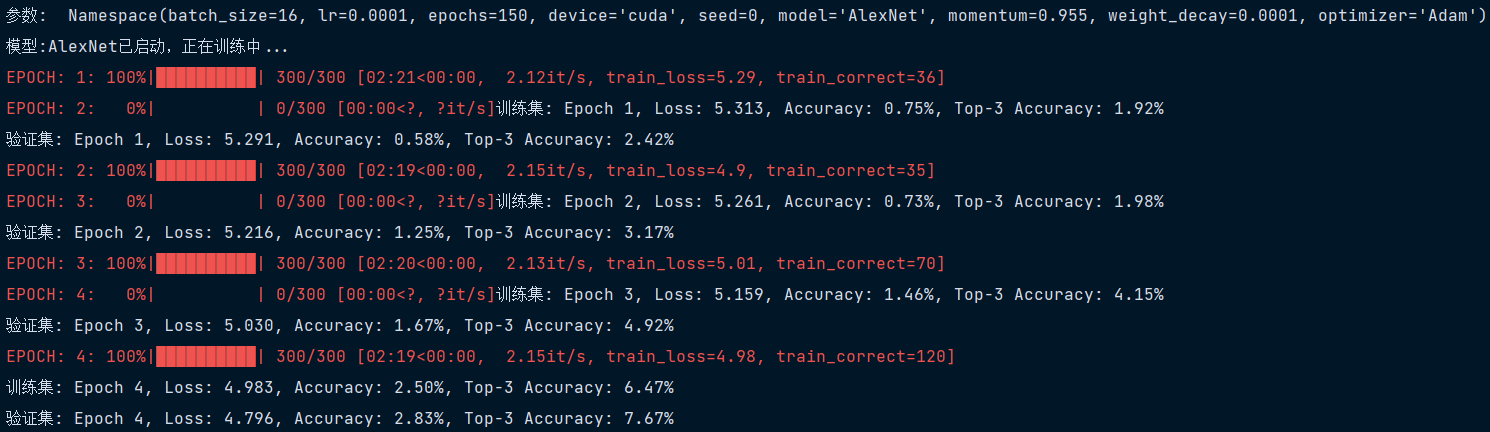 参数:  Namespace(batch_size=16, lr=0.0001, epochs=150, device='cuda', seed=0, model='AlexNet', momentum=0.955, weight_decay=0.0001, optimizer='Adam')
模型:AlexNet已启动，正在训练中...
EPOCH: 1: 100%|██████████| 300/300 [02:21<00:00,  2.12it/s, train_loss=5.29, train_correct=36]
EPOCH: 2:   0%|          | 0/300 [00:00<?, ?it/s]训练集: Epoch 1, Loss: 5.313, Accuracy: 0.75%, Top-3 Accuracy: 1.92%
验证集: Epoch 1, Loss: 5.291, Accuracy: 0.58%, Top-3 Accuracy: 2.42%
EPOCH: 2: 100%|██████████| 300/300 [02:19<00:00,  2.15it/s, train_loss=4.9, train_correct=35]
EPOCH: 3:   0%|          | 0/300 [00:00<?, ?it/s]训练集: Epoch 2, Loss: 5.261, Accuracy: 0.73%, Top-3 Accuracy: 1.98%
验证集: Epoch 2, Loss: 5.216, Accuracy: 1.25%, Top-3 Accuracy: 3.17%
EPOCH: 3: 100%|██████████| 300/300 [02:20<00:00,  2.13it/s, train_loss=5.01, train_correct=70]
EPOCH: 4:   0%|          | 0/300 [00:00<?, ?it/s]训练集: Epoch 3, Loss: 5.159, Accuracy: 1.46%, Top-3 Accuracy: 4.15%
验证集: Epoch 3, Loss: 5.030, Accuracy: 1.67%, Top-3 Accuracy: 4.92%
EPOCH: 4: 100%|██████████| 300/300 [02:19<00:00,  2.15it/s, train_loss=4.98, train_correct=120]
训练集: Epoch 4, Loss: 4.983, Accuracy: 2.50%, Top-3 Accuracy: 6.47%
验证集: Epoch 4, Loss: 4.796, Accuracy: 2.83%, Top-3 Accuracy: 7.67%